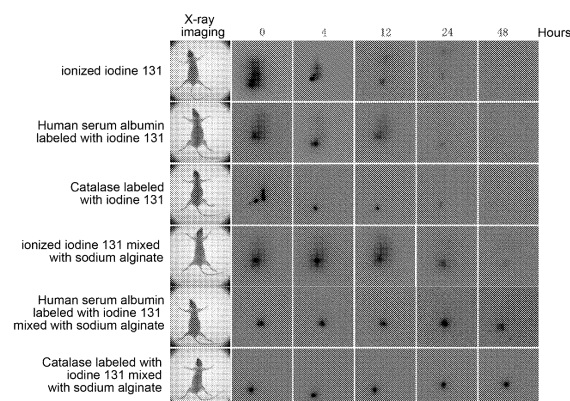 X-ray
imaging
0 4 12 24 48 Hours
ionized iodine 131
Human serum albumin
labeled with iodine 131
Catalase labeled
with iodine 131
ionized iodine 131 mixed
with sodium alginate
Human serum albumin
labeled with iodine 131
mixed with sodium alginate
Catalase labeled with
iodine 131 mixed
with sodium alginate